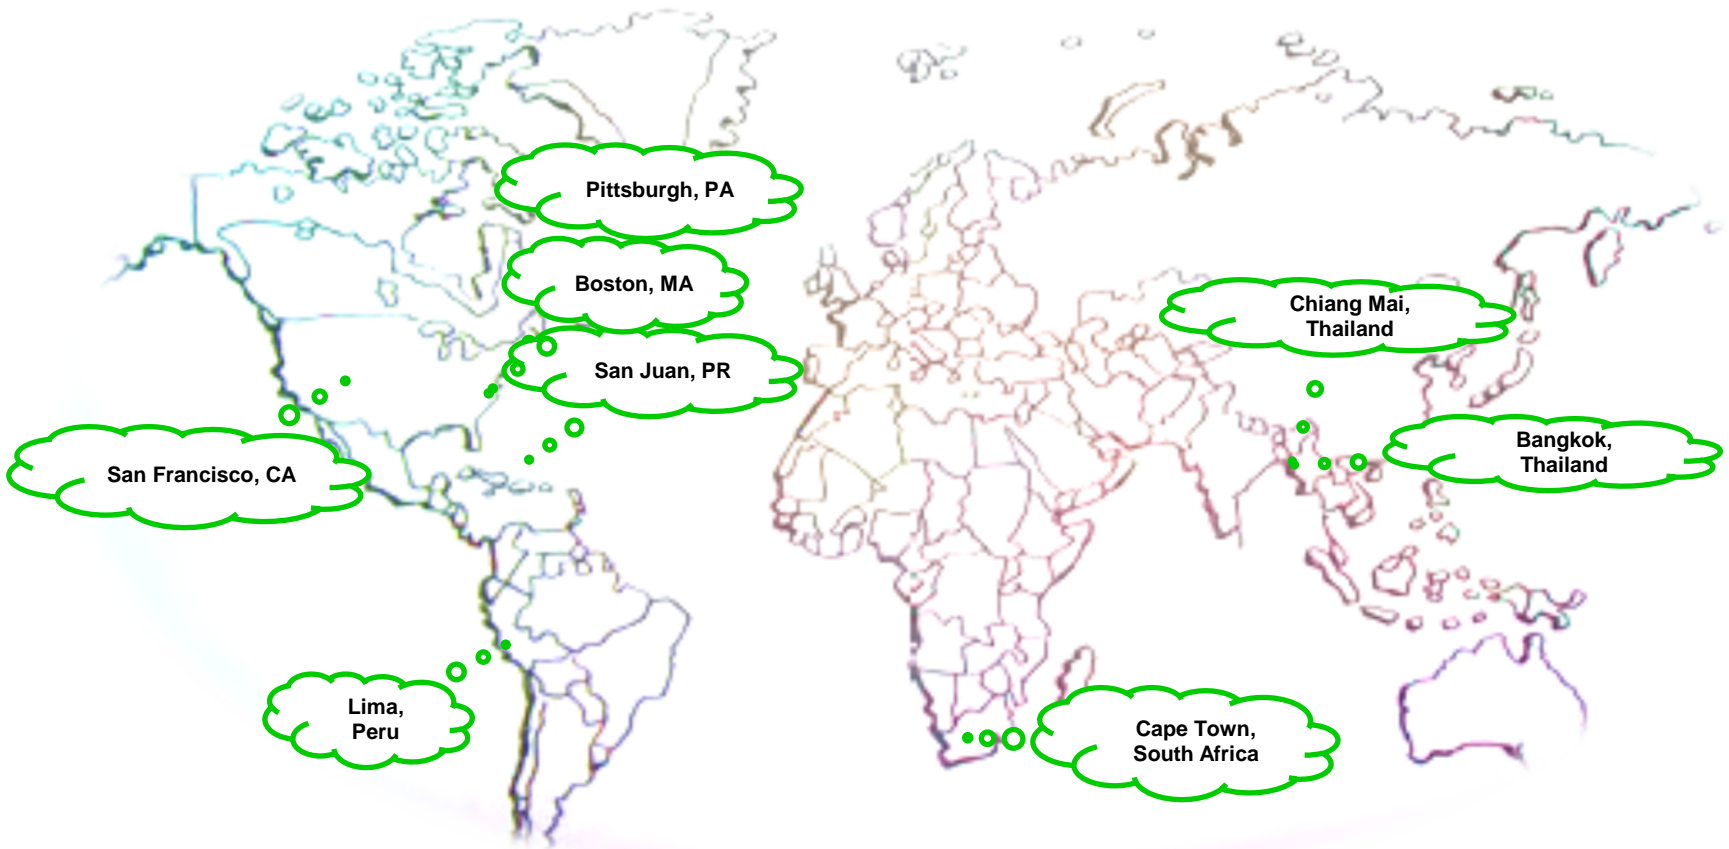 Pittsburgh, PA
Boston, MA
San Juan, PR
San Francisco, CA
Lima,
Peru
Chiang Mai,
Thailand
Bangkok,
Thailand
Cape Town,
South Africa